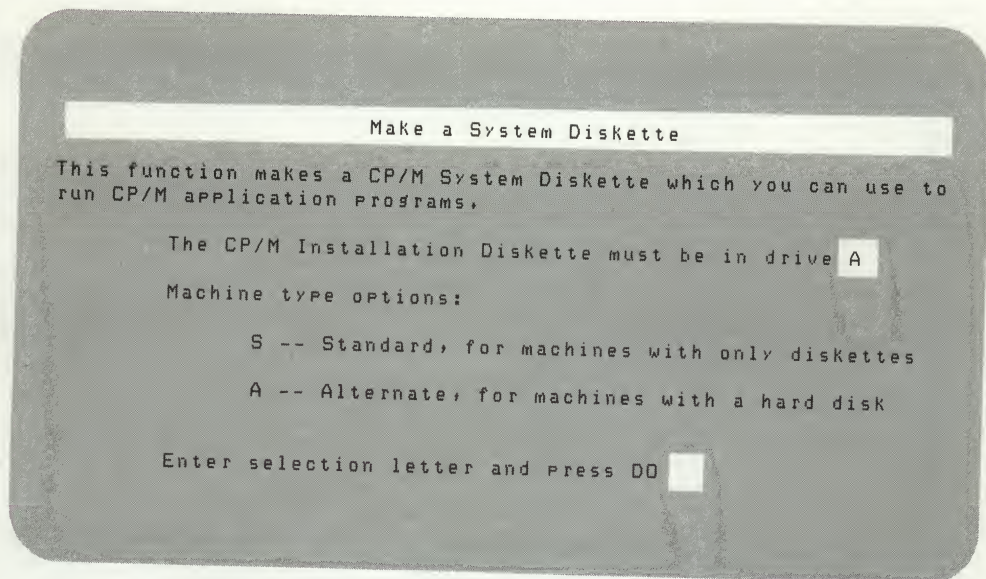 Make a System Diskette
This function makes a CP/M System Diskette which you can use to
run CP/M application programs.
The CP/M Installation Diskette must be in drive A
Machine type options:
S -- Standard, for machines with only diskettes
A -- Alternate, for machines with a hard disk
Enter selection letter and press DO